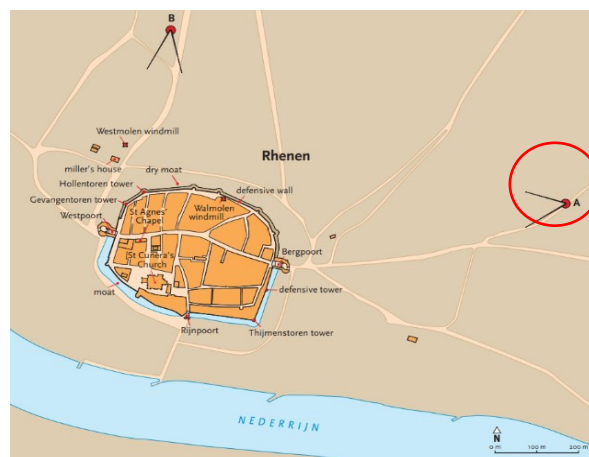 B
Westmolen windmill
Rhenen
miller's house
dry moat
Hollentoren tower
defensive wall
A
Gevangentoren tower
St Agnes'
Chapel
Walmolen
windmill
Westpoort
Bergpoort
St Cunera's
Church
moat
defensive tower
Rijnpoort
Thijmenstoren tower
NEDERRIJN
N
0 m 100 m 200 m